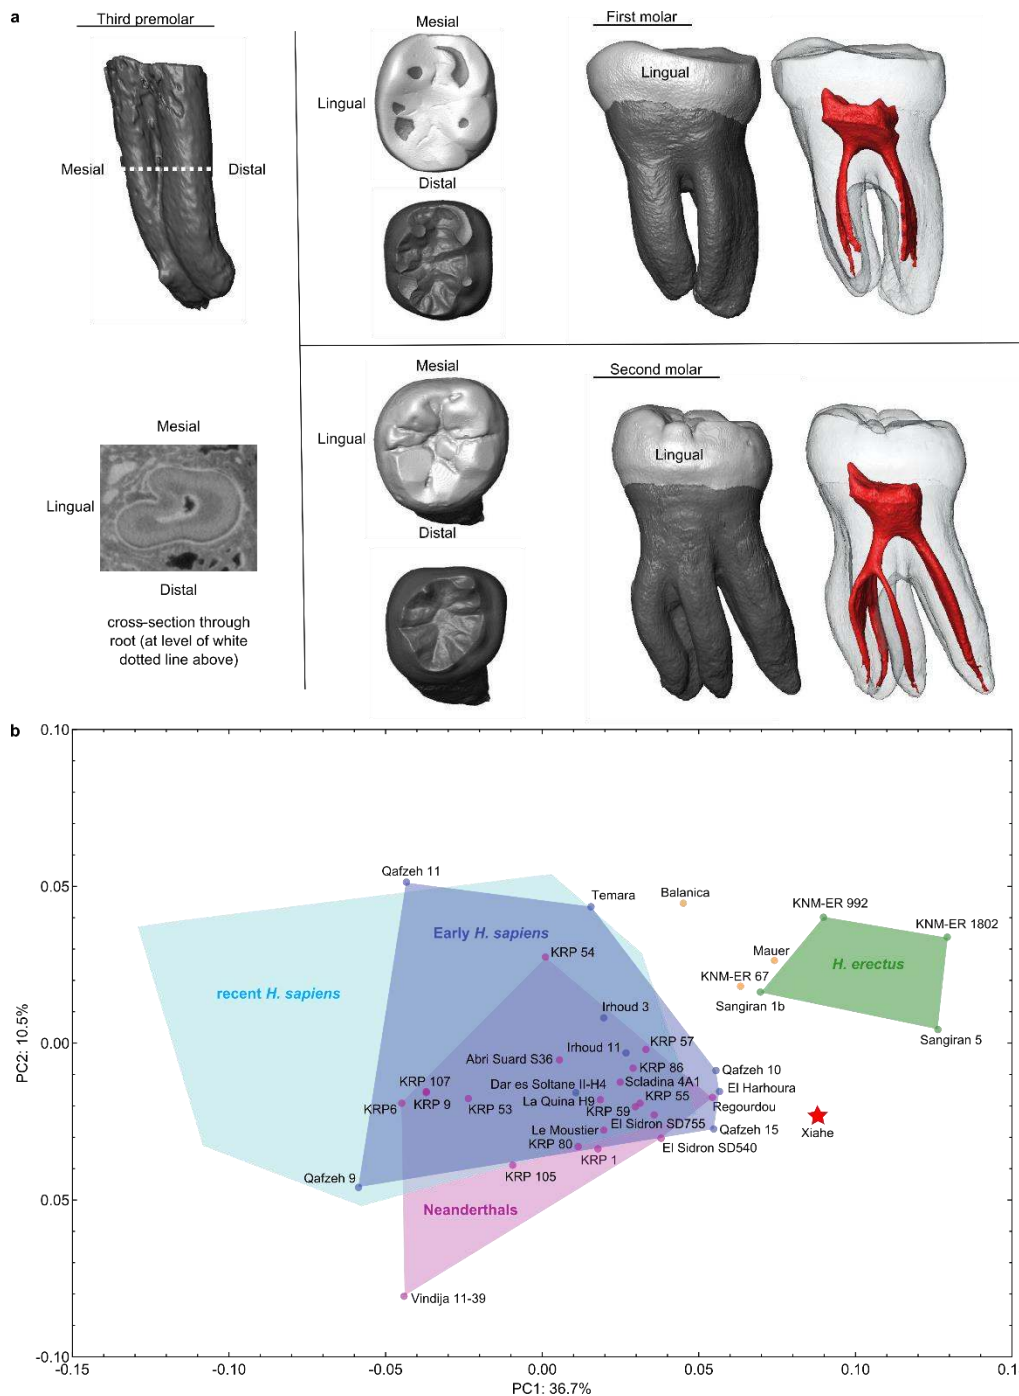 a
Third premolar
Mesial
Distal
Mesial
Lingual
Distal
cross-section through
root (at level of white
dotted line above)
Mesial
Lingual
Distal
First molar
Lingual
Mesial
Lingual
Distal
Second molar
Lingual
b
0.10
0.05
0.00
0.05
-0.10
PC2: 10.5%
-0.15
-0.10
-0.05
0.00
0.05
0.10
0.1
PC1: 36.7%
Qafzeh 11
Temara
Balanica
KNM-ER 992
KNM-ER 1802
Early H. sapiens
KRP 54
Mauer
H. erectus
recent H. sapiens
KNM-ER 67
Sangiran 1b
Irhoud 3
Sangiran 5
Irhoud 11
KRP 57
Abri Suard S36
KRP 86
Qafzeh 10
KRP 107
Dar es Soltane II-H4
Scladina 4A1
El Harhoura
KRP6
KRP 9
KRP 53
La Quina H9
KRP 59
KRP 55
Regourdou
Le Moustier
El Sidron SD755
Qafzeh 15
Xiahe
KRP 80
KRP 1
El Sidron SD540
Qafzeh 9
KRP 105
Neanderthals
Vindija 11-39